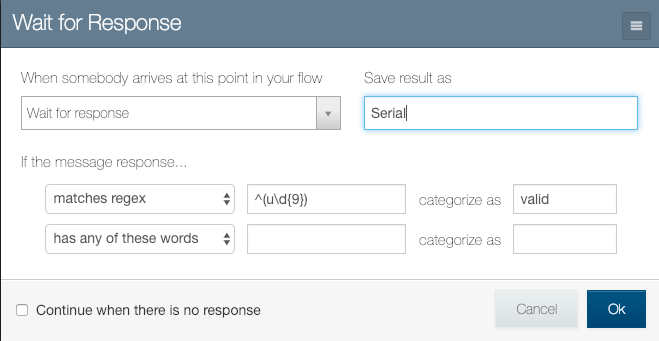 Wait for Response
When somebody arrives at this point in your flow
Save result as
Wait for response
Serial
If the message response...
matches regex ^(u\d{9}) categorize as valid
has any of these words categorize as
Continue when there is no response
Cancel Ok